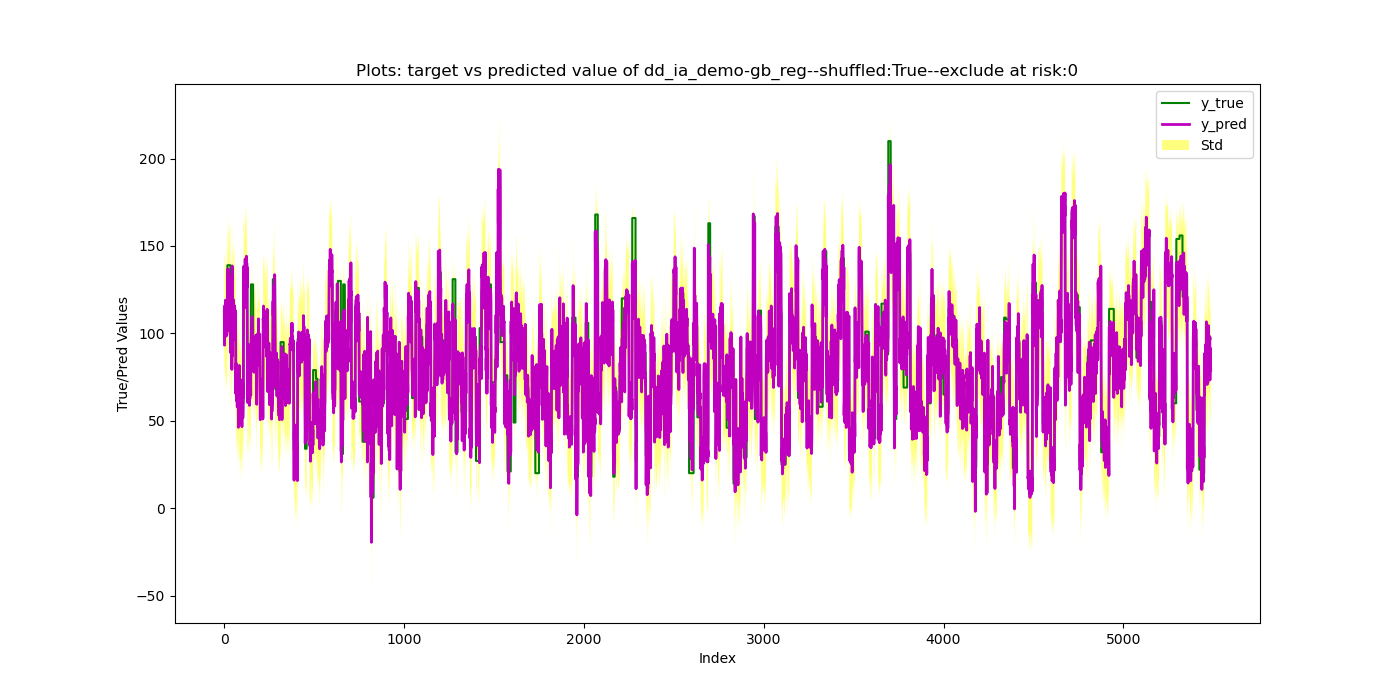 Plots: target vs predicted value of dd_ia_demo-gb_reg--shuffled:True--exclude at risk:0
y_true
y_pred
Std
200
150
100
50
0
−50
True/Pred Values
0 1000 2000 3000 4000 5000
Index